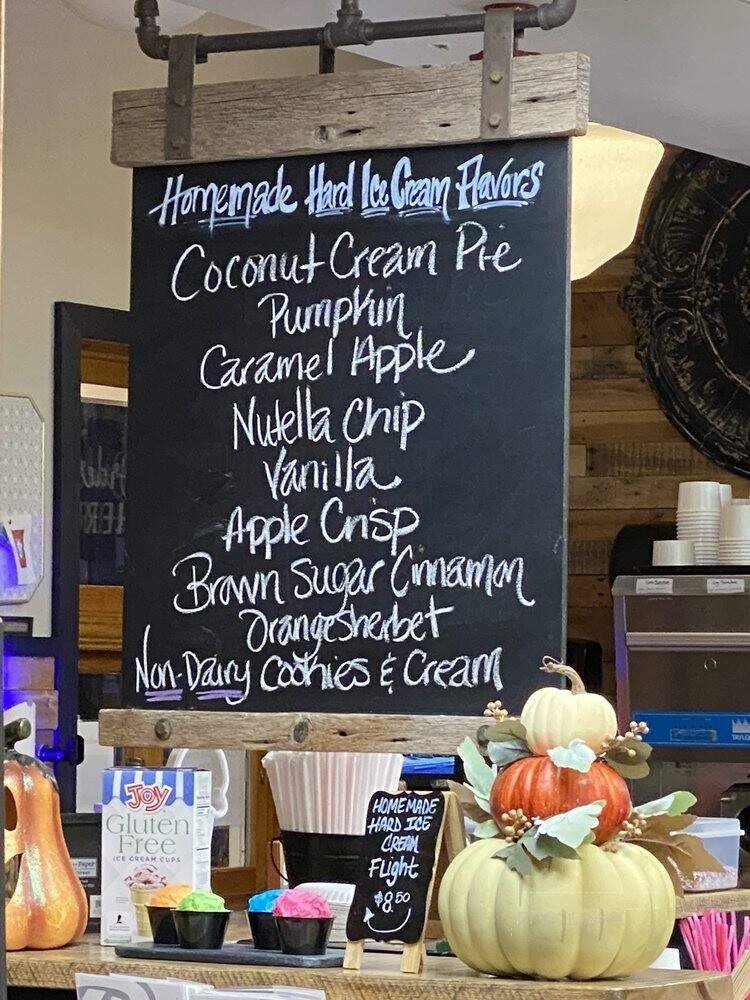 Homemade Hard Ice Cream Flavors
Coconut Cream Pie
Pumpkin
Caramel Apple
Nutella Chip
Vanilla
Apple Crisp
Brown Sugar Cinnamon
Orange Sherbet
Non-Dairy Cookies & Cream
JOY
Gluten
Free
ICE CREAM CUPS
HOMEMADE
HARD ICE
CREAM
Flight
$8.50
TAYLOR